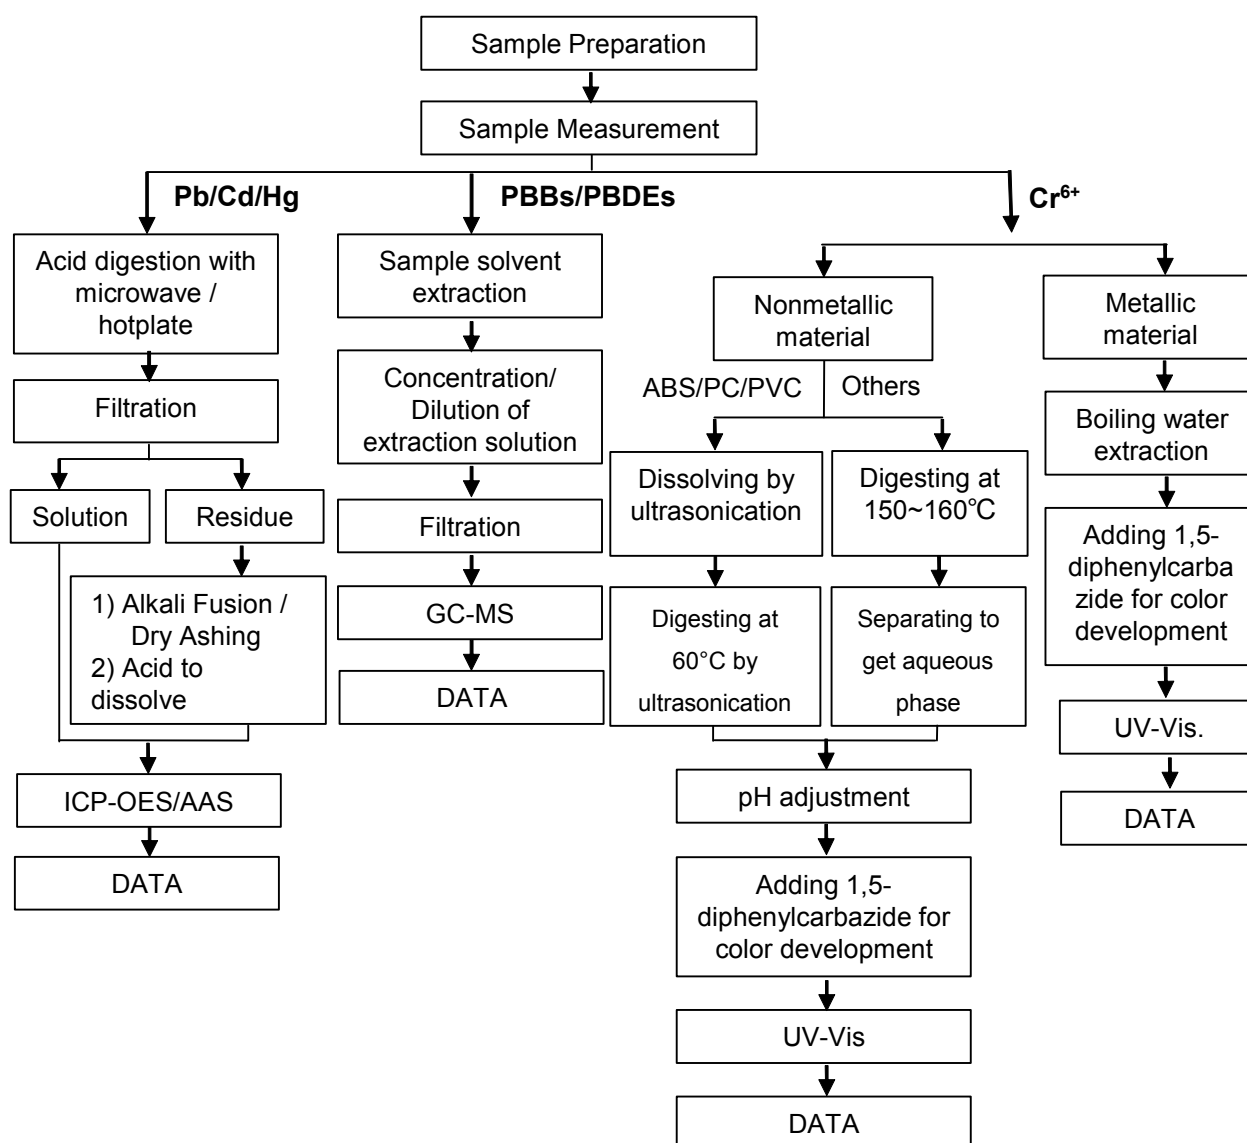 Sample Preparation
Sample Measurement
Pb/Cd/Hg
PBBs/PBDEs
Cr⁶⁺
Acid digestion with
microwave /
hotplate
Filtration
Solution
Residue
1) Alkali Fusion /
Dry Ashing
2) Acid to
dissolve
ICP-OES/AAS
DATA
Sample solvent
extraction
Concentration/
Dilution of
extraction solution
Filtration
GC-MS
DATA
Nonmetallic
material
ABS/PC/PVC
Others
Dissolving by
ultrasonication
Digesting at
60°C by
ultrasonication
Digesting at
150~160℃
Separating to
get aqueous
phase
pH adjustment
Adding 1,5-
diphenylcarbazide for
color development
UV-Vis
DATA
Metallic
material
Boiling water
extraction
Adding 1,5-
diphenylcarba
zide for color
development
UV-Vis.
DATA